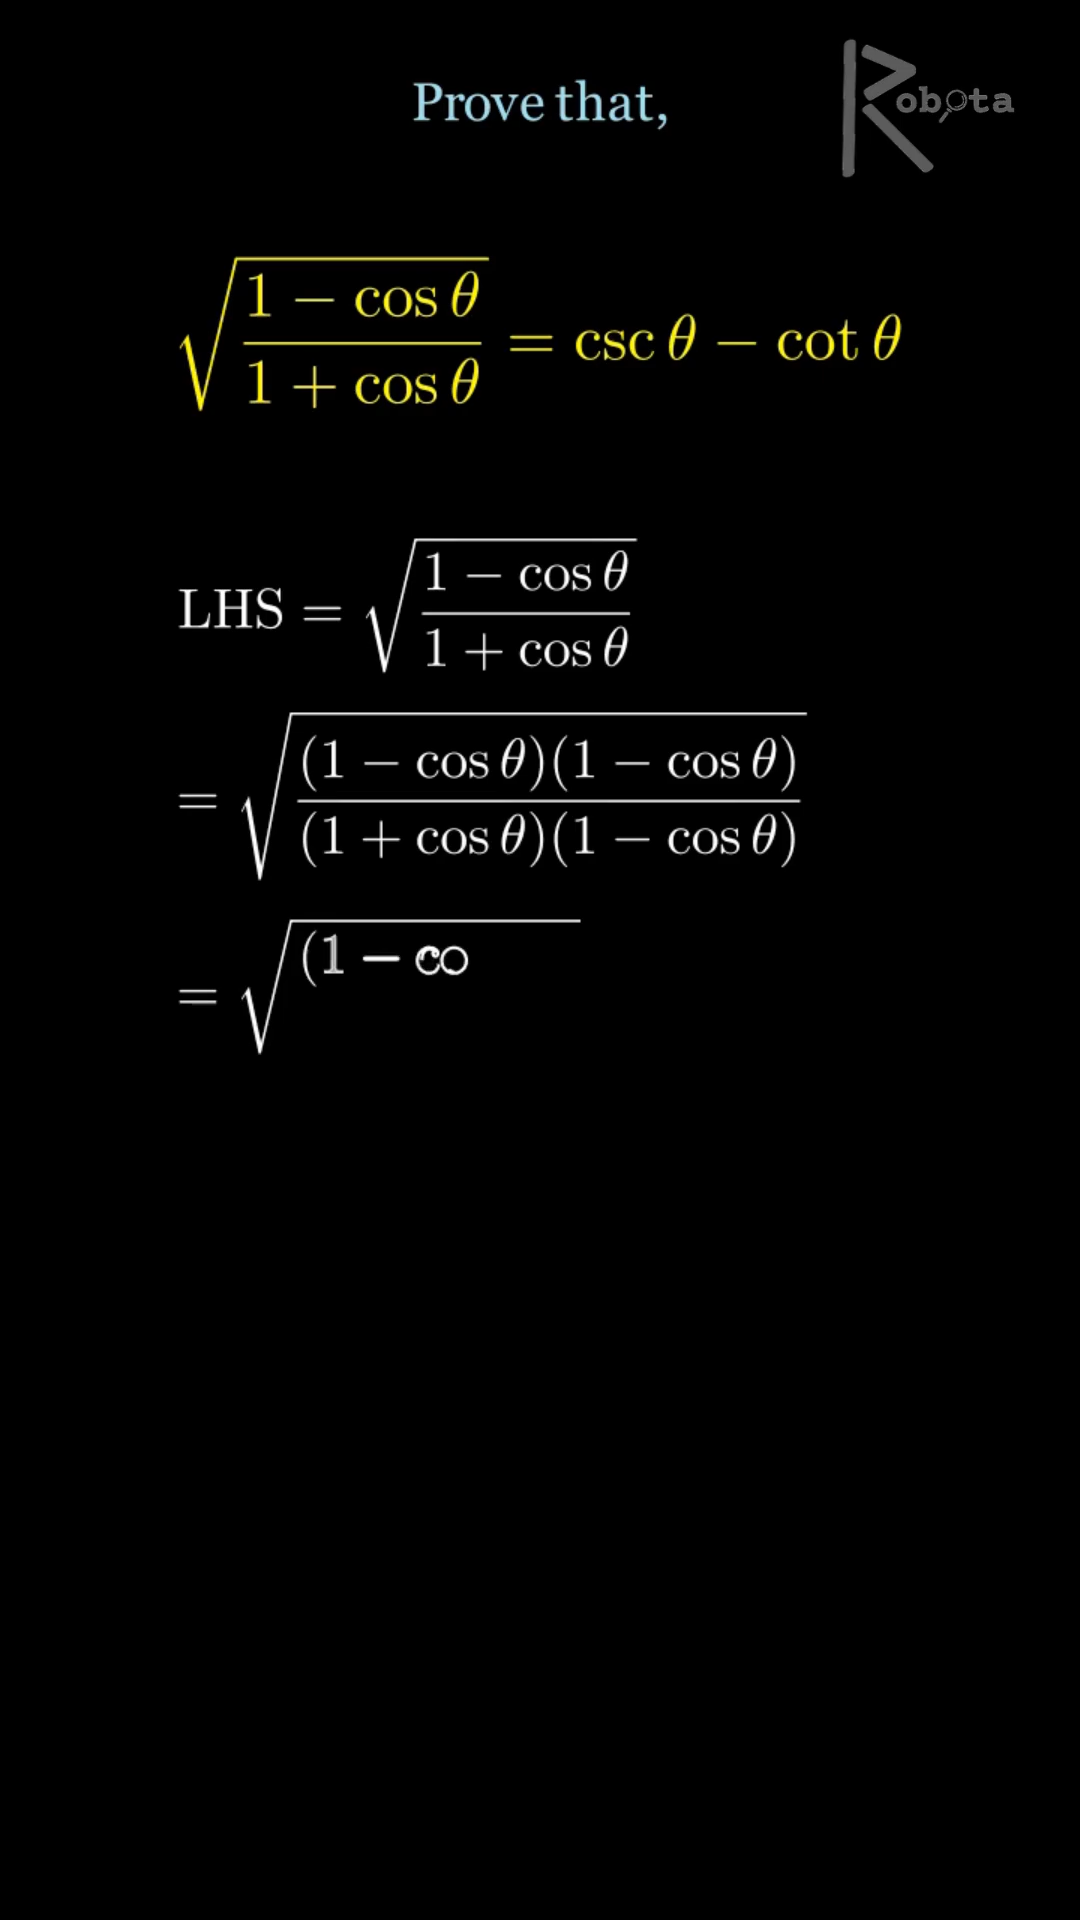 Prove that,
Robota
√((1 − cos θ)/(1 + cos θ)) = csc θ − cot θ
LHS = √((1 − cos θ)/(1 + cos θ))
= √(((1 − cos θ)(1 − cos θ))/((1 + cos θ)(1 − cos θ)))
= √(1 − co